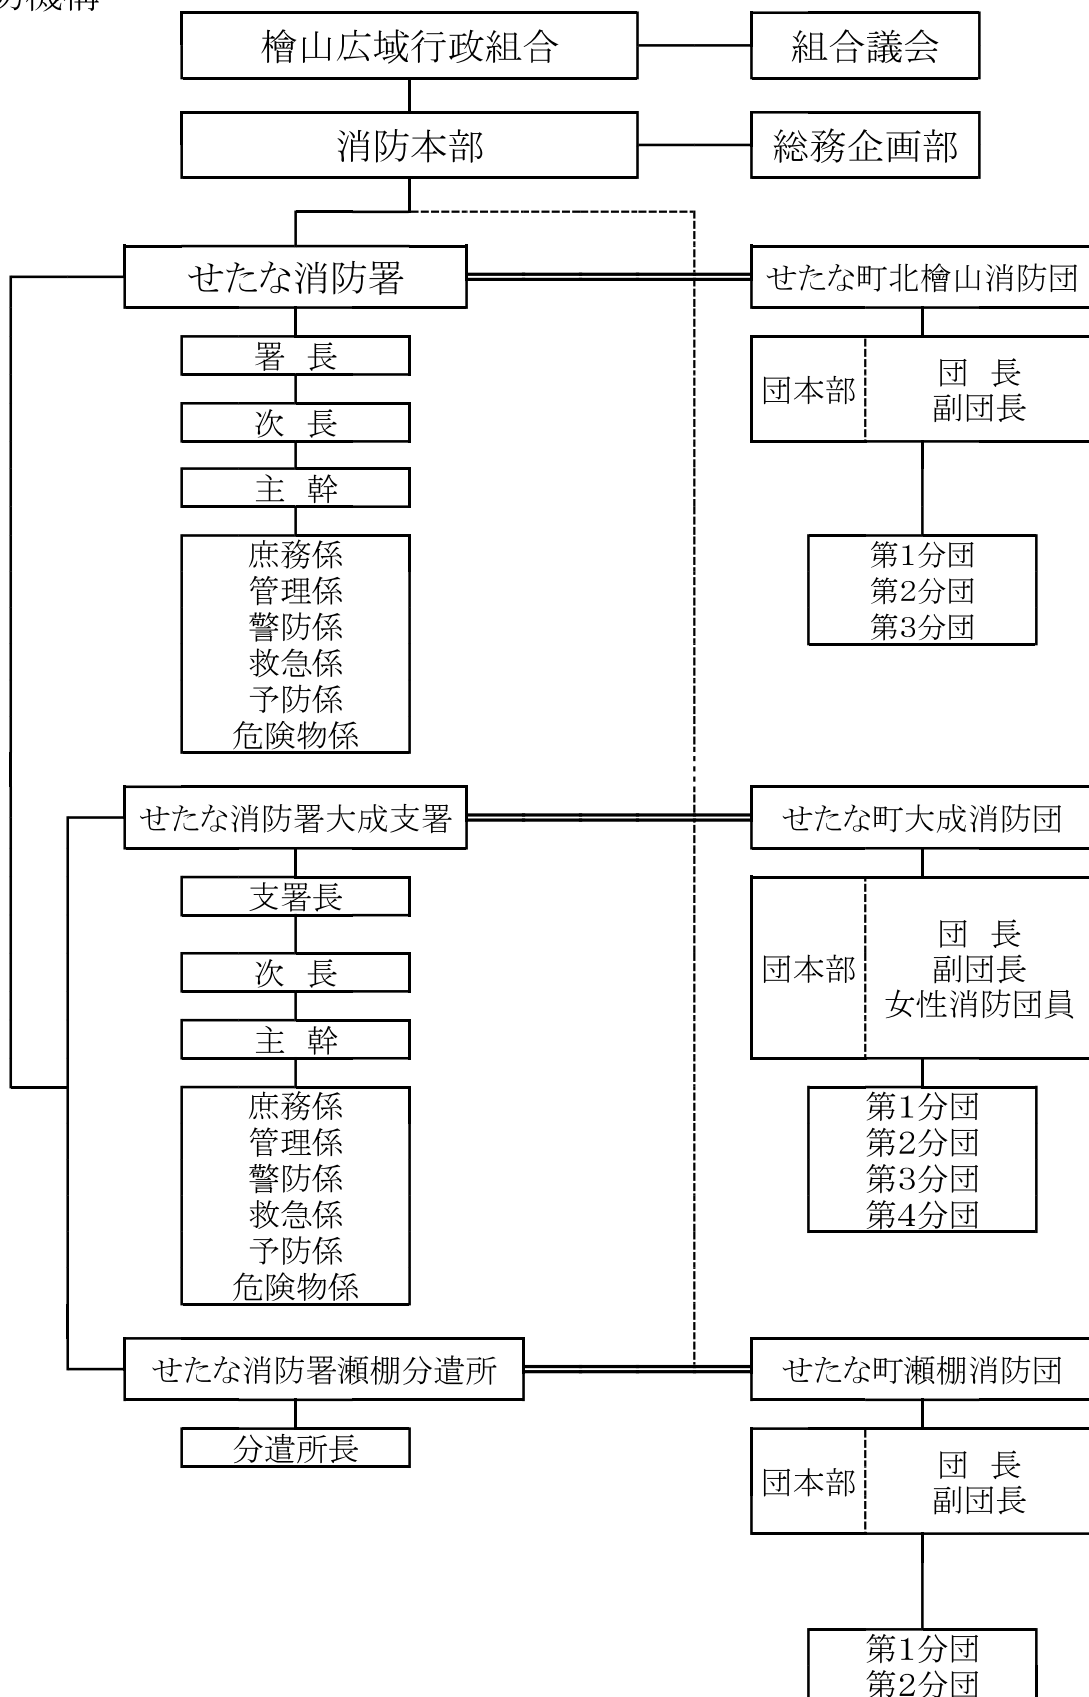 機構
檜山広域行政組合
組合議会
消防本部
総務企画部
せたな消防署
せたな町北檜山消防団
署 長
次 長
主 幹
庶務係
管理係
警防係
救急係
予防係
危険物係
団本部
団 長
副団長
第1分団
第2分団
第3分団
せたな消防署大成支署
せたな町大成消防団
支署長
次 長
主 幹
庶務係
管理係
警防係
救急係
予防係
危険物係
団本部
団 長
副団長
女性消防団員
第1分団
第2分団
第3分団
第4分団
せたな消防署瀬棚分遣所
せたな町瀬棚消防団
分遣所長
団本部
団 長
副団長
第1分団
第2分団